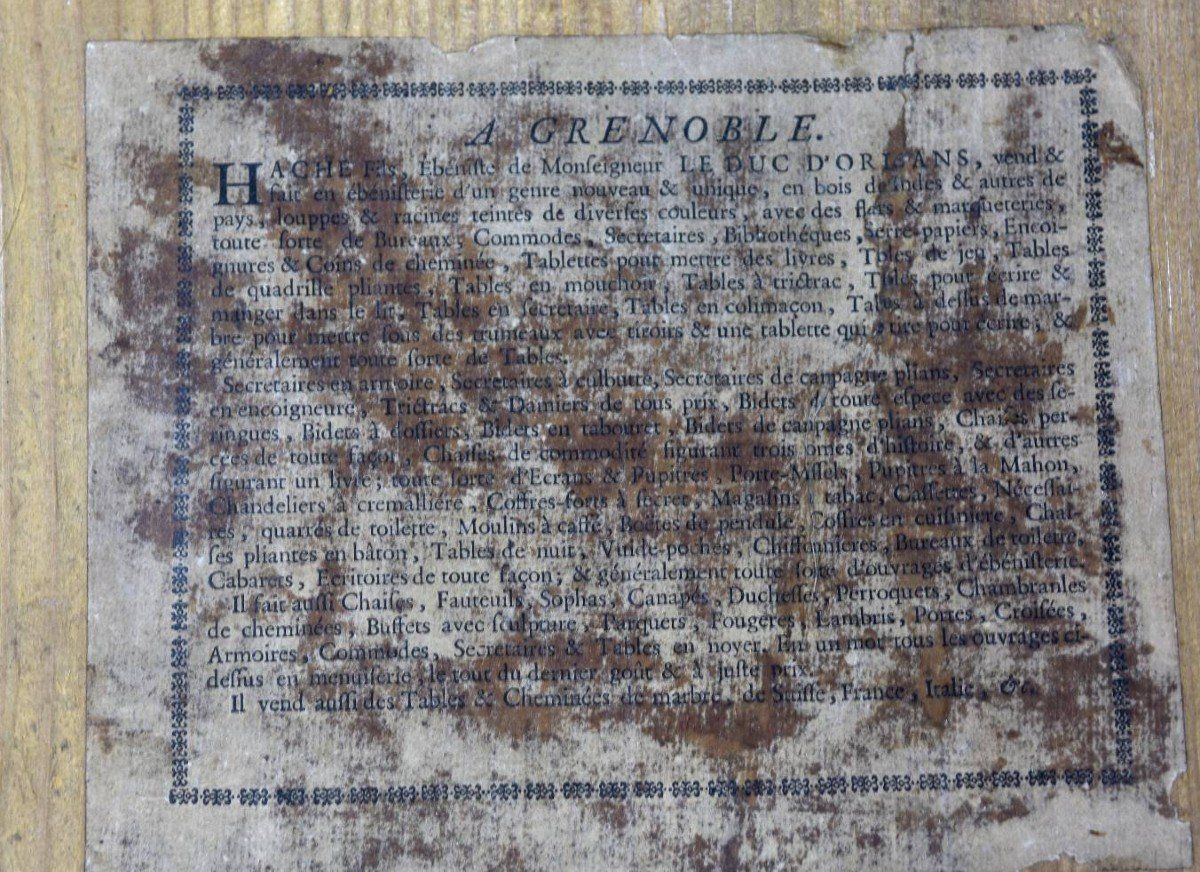 A GRENOBLE.
HACHE Fils, Ébéniste de Monseigneur LE DUC D'ORLÉANS, vend &
fait en ébénisterie d'un genre nouveau & unique, en bois de Indes & autres de
pays, louppes & racines teintes de diverses couleurs, avec des fleurs & marqueteries,
toute sorte de Bureaux, Commodes, Secretaires, Bibliothéques, Serre-papiers, Encoi-
gnures & Coins de cheminée, Tablettes pour mettre des livres, Tables de jeu, Tables
de quadrille pliantes, Tables en mouchoir, Tables à trictrac, Tables pour écrire &
manger dans le lit, Tables en secretaire, Tables en colimaçon, Tables à dessus de mar-
bre pour mettre sous des trumeaux avec tiroirs & une tablette qui se tire pour écrire, &
généralement toute sorte de Tables.
Secretaires en armoire, Secretaires à culbutte, Secretaires de campagne plians, Secretaires
en encoigneure, Trictracs & Damiers de tous prix, Bidets de toute espece avec des se-
ringues, Bidets à dossiers, Bidets en tabouret, Bidets de campagne plians, Chaises per-
cées de toute façon, Chaises de commodité figurant trois tomes d'histoire, & d'autres
figurant un livre; toute sorte d'Ecrans & Pupitres, Porte-Missels, Pupitres à la Mahon,
Chandeliers à cremalliére, Coffres-forts à secret, Magasins à tabac, Cassettes, Nécessai-
res, quarrés de toilette, Moulins à caffé, Boëtes de pendule, Coffres en cuisiniere, Chai-
ses pliantes en bâton, Tables de nuit, Vuide-poches, Chiffonnieres, Bureaux de toilette,
Cabarets, Ecritoires de toute façon; & généralement toute sorte d'ouvrages d'ébénisterie.
Il fait aussi Chaises, Fauteuils, Sophas, Canapés, Duchesses, Perroquets, Chambranles
de cheminées, Buffets avec sculpture, Parquets, Fougeres, Lambris, Portes, Croisées,
Armoires, Commodes, Secretaires & Tables en noyer. En un mot tous les ouvrages ci-
dessus en menuiserie, le tout du dernier goût & à juste prix.
Il vend aussi des Tables & Cheminées de marbre, de Suisse, France, Italie, &c.